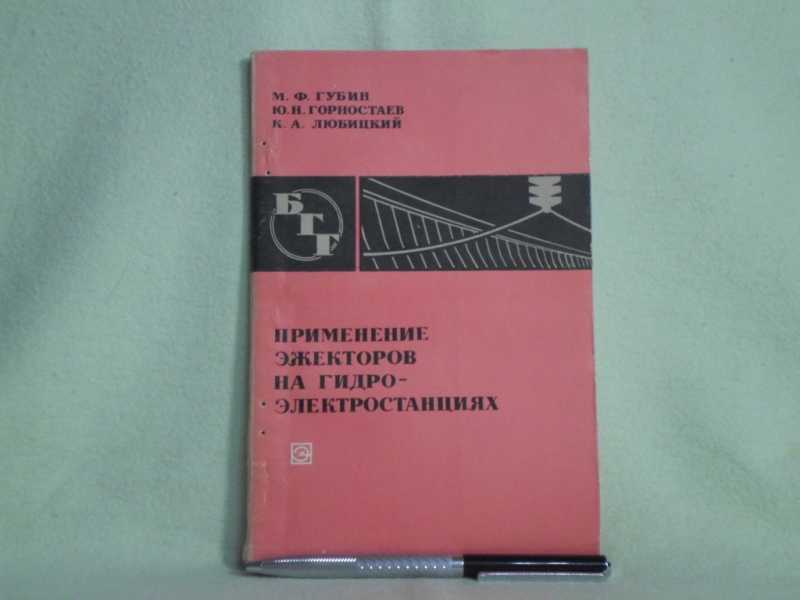 М. Ф. ГУБИН
Ю. Н. ГОРНОСТАЕВ
К. А. ЛЮБИЦКИЙ
БГГ
ПРИМЕНЕНИЕ
ЭЖЕКТОРОВ
НА ГИДРО-
ЭЛЕКТРОСТАНЦИЯХ